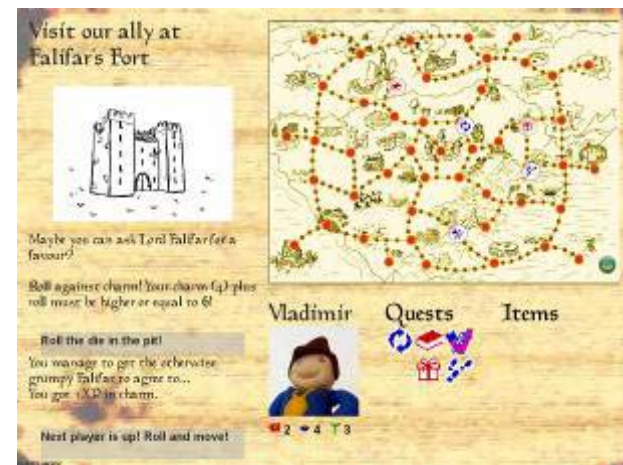 Visit our ally at
Falifar's Fort
Maybe you can ask Lord Falifar for a
favour?
Roll against charm! Your charm (4) plus
roll must be higher or equal to 6!
Roll the die in the pit!
You manage to get the otherwise
grumpy Falifar to agree to...
You got 1XP in charm.
Next player is up! Roll and move!
Vladimir
Quests
Items
2 4 3